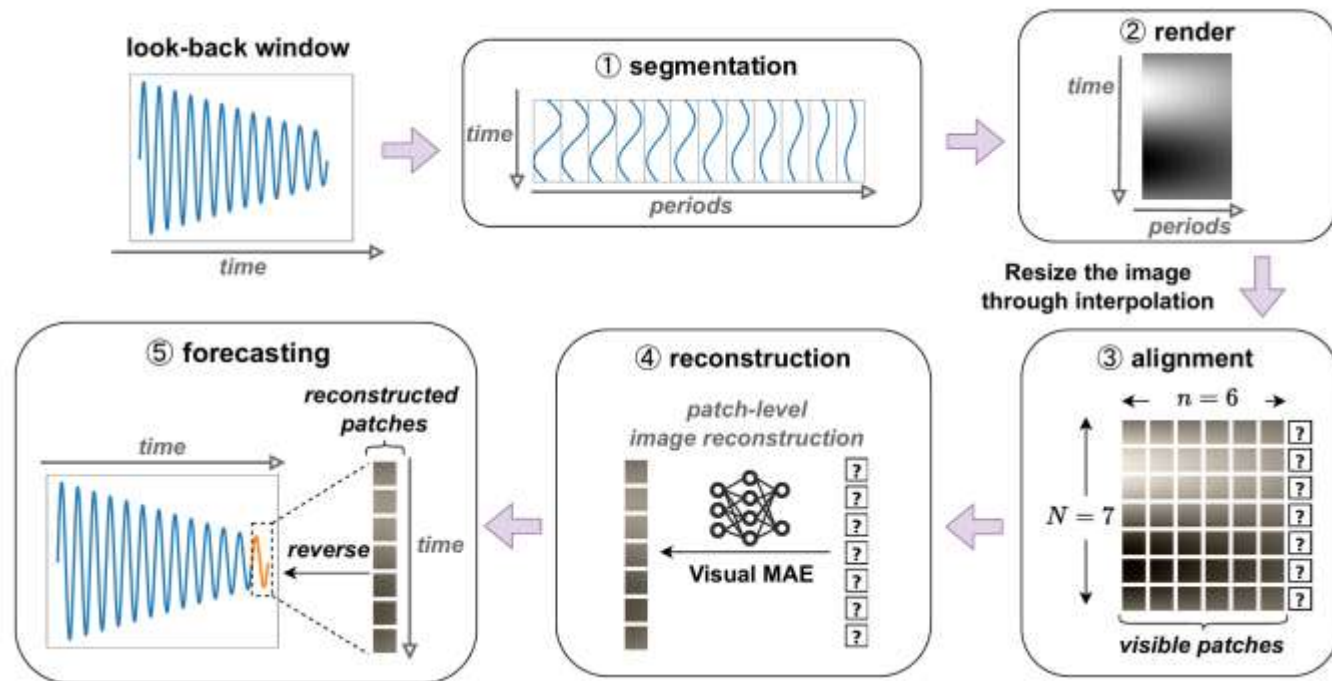 look-back window
time
① segmentation
time
periods
② render
time
periods
Resize the image
through interpolation
③ alignment
n = 6
N = 7
?
?
?
?
?
?
?
visible patches
④ reconstruction
patch-level
image reconstruction
?
?
?
?
?
?
?
Visual MAE
⑤ forecasting
reconstructed
patches
time
time
reverse